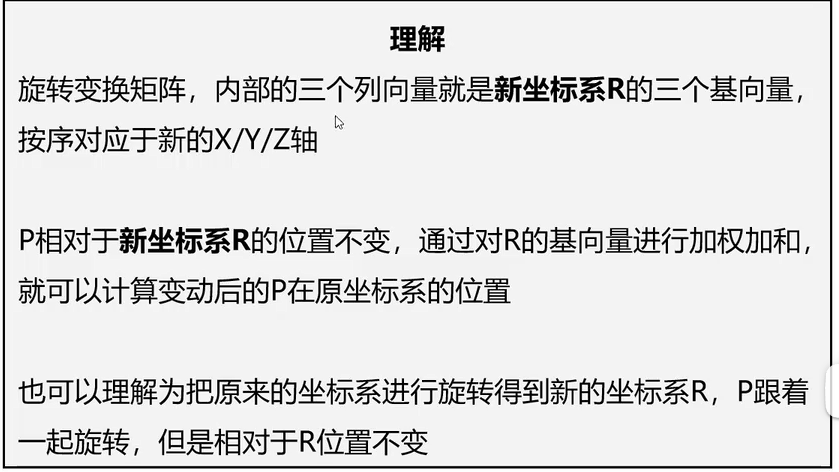 理解
旋转变换矩阵，内部的三个列向量就是新坐标系R的三个基向量，
按序对应于新的X/Y/Z轴
P相对于新坐标系R的位置不变，通过对R的基向量进行加权加和，
就可以计算变动后的P在原坐标系的位置
也可以理解为把原来的坐标系进行旋转得到新的坐标系R，P跟着
一起旋转，但是相对于R位置不变